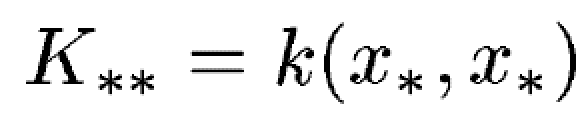 K_{**} = k(x_*, x_*)